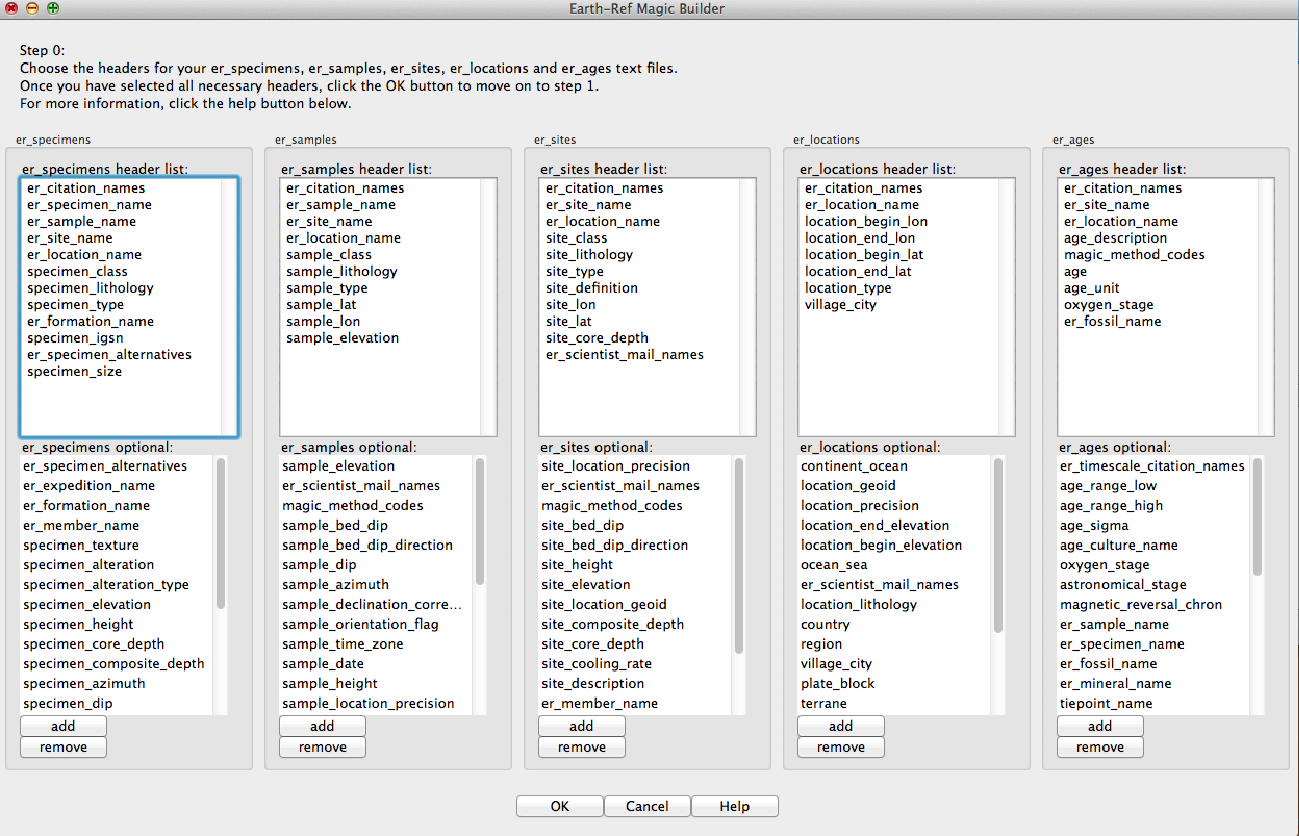 Earth-Ref Magic Builder
Step 0:
Choose the headers for your er_specimens, er_samples, er_sites, er_locations and er_ages text files.
Once you have selected all necessary headers, click the OK button to move on to step 1.
For more information, click the help button below.
er_specimens
er_specimens header list:
er_citation_names
er_specimen_name
er_sample_name
er_site_name
er_location_name
specimen_class
specimen_lithology
specimen_type
er_formation_name
specimen_igsn
er_specimen_alternatives
specimen_size
er_specimens optional:
er_specimen_alternatives
er_expedition_name
er_formation_name
er_member_name
specimen_texture
specimen_alteration
specimen_alteration_type
specimen_elevation
specimen_height
specimen_core_depth
specimen_composite_depth
specimen_azimuth
specimen_dip
add
remove
er_samples
er_samples header list:
er_citation_names
er_sample_name
er_site_name
er_location_name
sample_class
sample_lithology
sample_type
sample_lat
sample_lon
sample_elevation
er_samples optional:
sample_elevation
er_scientist_mail_names
magic_method_codes
sample_bed_dip
sample_bed_dip_direction
sample_dip
sample_azimuth
sample_declination_corre...
sample_orientation_flag
sample_time_zone
sample_date
sample_height
sample_location_precision
add
remove
er_sites
er_sites header list:
er_citation_names
er_site_name
er_location_name
site_class
site_lithology
site_type
site_definition
site_lon
site_lat
site_core_depth
er_scientist_mail_names
er_sites optional:
site_location_precision
er_scientist_mail_names
magic_method_codes
site_bed_dip
site_bed_dip_direction
site_height
site_elevation
site_location_geoid
site_composite_depth
site_core_depth
site_cooling_rate
site_description
er_member_name
add
remove
er_locations
er_locations header list:
er_citation_names
er_location_name
location_begin_lon
location_end_lon
location_begin_lat
location_end_lat
location_type
village_city
er_locations optional:
continent_ocean
location_geoid
location_precision
location_end_elevation
location_begin_elevation
ocean_sea
er_scientist_mail_names
location_lithology
country
region
village_city
plate_block
terrane
add
remove
er_ages
er_ages header list:
er_citation_names
er_site_name
er_location_name
age_description
magic_method_codes
age
age_unit
oxygen_stage
er_fossil_name
er_ages optional:
er_timescale_citation_names
age_range_low
age_range_high
age_sigma
age_culture_name
oxygen_stage
astronomical_stage
magnetic_reversal_chron
er_sample_name
er_specimen_name
er_fossil_name
er_mineral_name
tiepoint_name
add
remove
OK
Cancel
Help